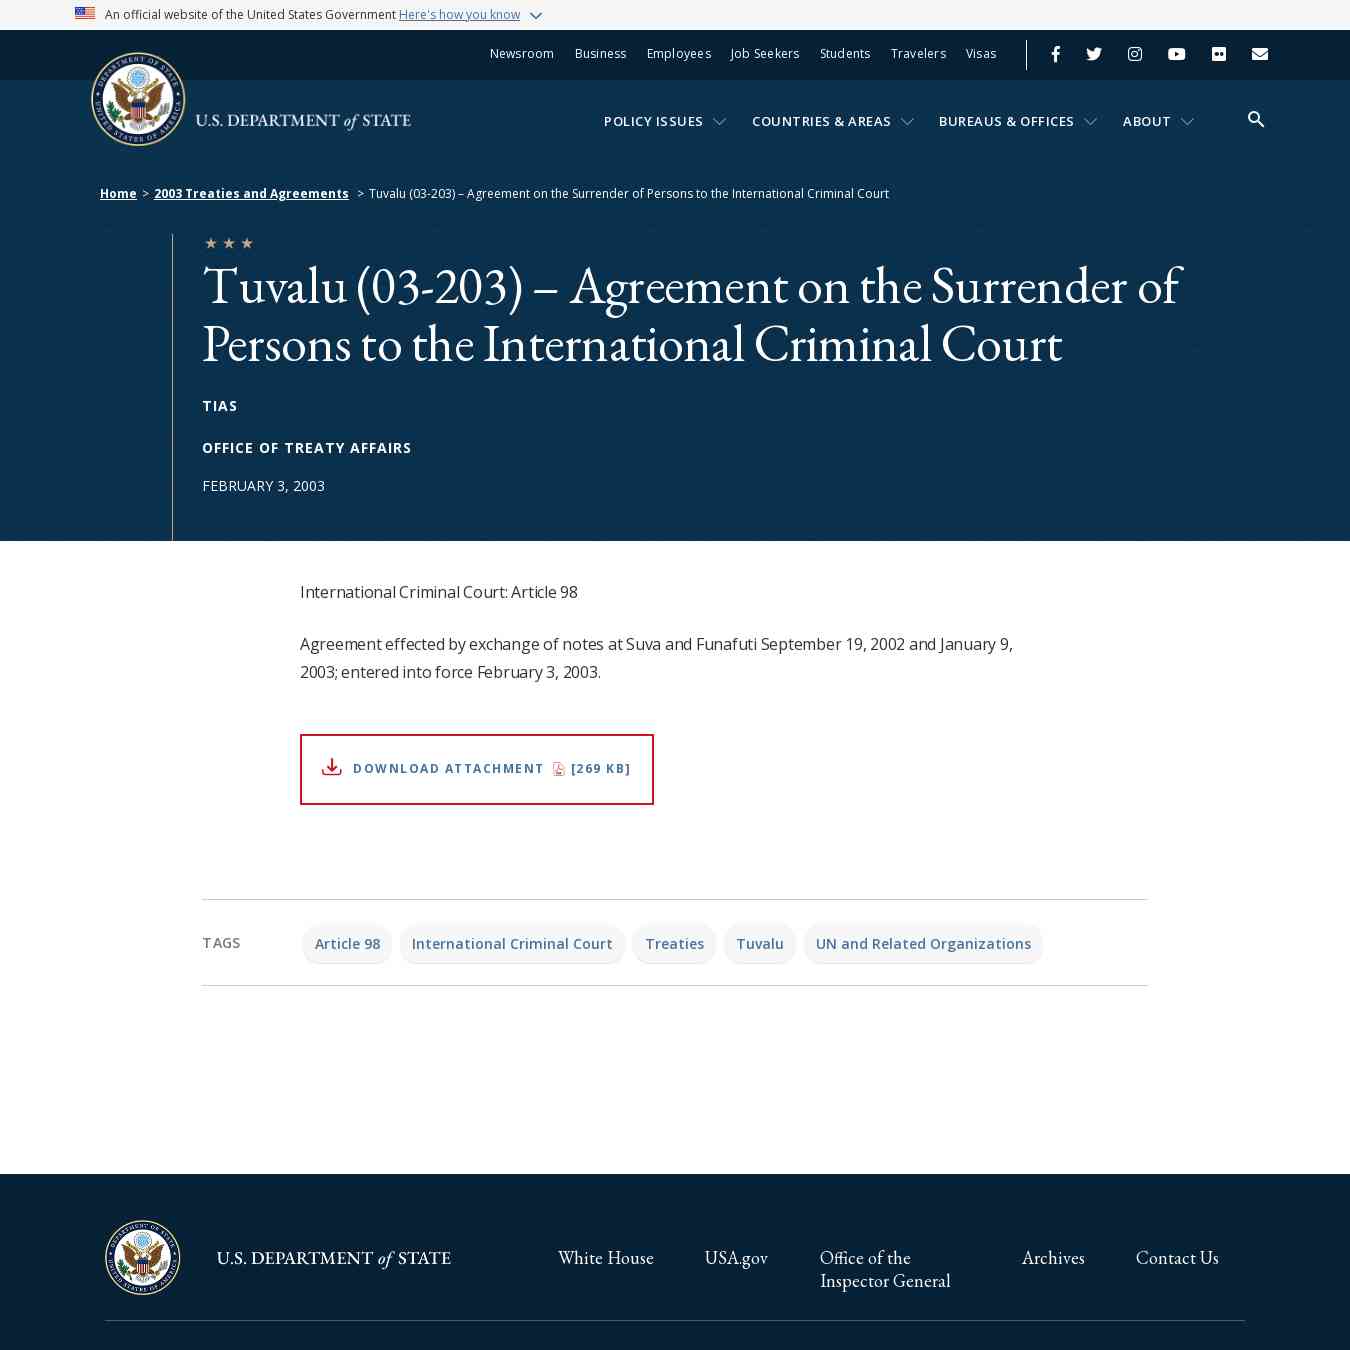 An official website of the United States Government Here's how you know
Newsroom Business Employees Job Seekers Students Travelers Visas
U.S. DEPARTMENT of STATE
POLICY ISSUES COUNTRIES & AREAS BUREAUS & OFFICES ABOUT
Home > 2003 Treaties and Agreements > Tuvalu (03-203) – Agreement on the Surrender of Persons to the International Criminal Court
Tuvalu (03-203) – Agreement on the Surrender of
Persons to the International Criminal Court
TIAS
OFFICE OF TREATY AFFAIRS
FEBRUARY 3, 2003
International Criminal Court: Article 98
Agreement effected by exchange of notes at Suva and Funafuti September 19, 2002 and January 9,
2003; entered into force February 3, 2003.
DOWNLOAD ATTACHMENT [269 KB]
TAGS Article 98 International Criminal Court Treaties Tuvalu UN and Related Organizations
U.S. DEPARTMENT of STATE
White House USA.gov Office of the Archives Contact Us
Inspector General